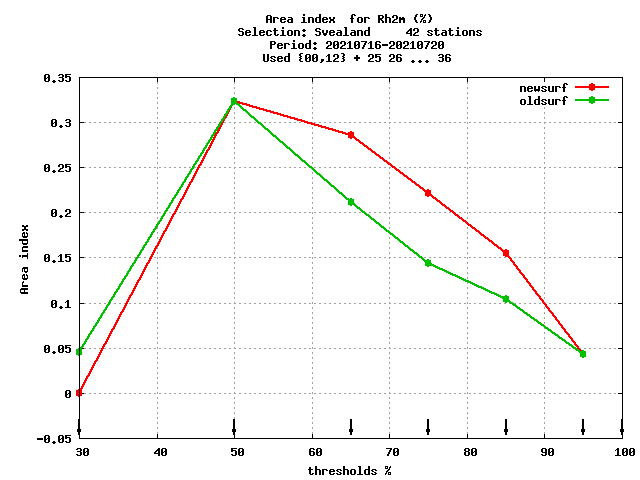 Area index  for Rh2m (%)
Selection: Svealand     42 stations
Period: 20210716-20210720
Used {00,12} + 25 26 ... 36
newsurf
oldsurf
0.35
0.3
0.25
0.2
0.15
0.1
0.05
0
-0.05
Area index
30 40 50 60 70 80 90 100
thresholds %